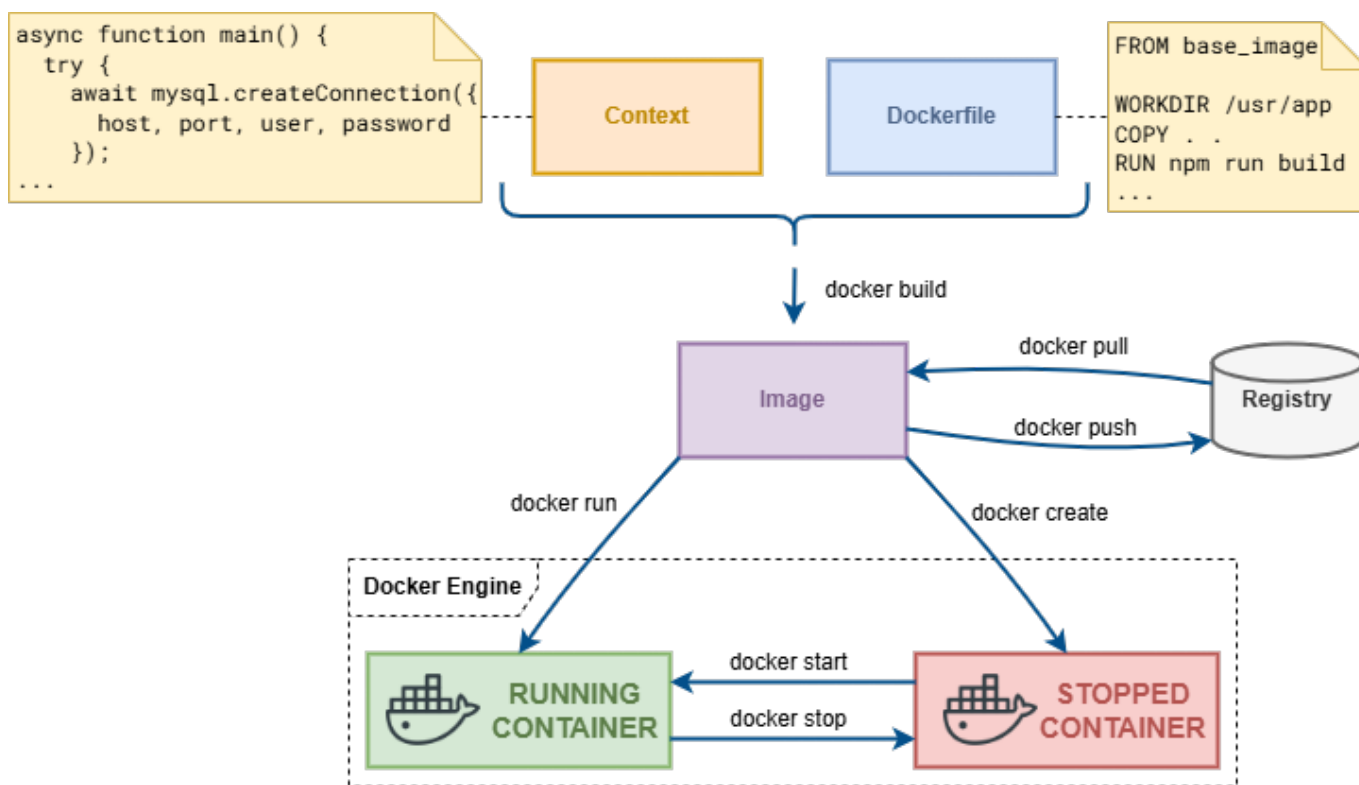 async function main() {
try {
await mysql.createConnection({
host, port, user, password
});
...
Context
Dockerfile
FROM base_image
WORKDIR /usr/app
COPY . .
RUN npm run build
...
docker build
Image
docker pull
docker push
Registry
docker run
docker create
Docker Engine
RUNNING
CONTAINER
docker start
docker stop
STOPPED
CONTAINER